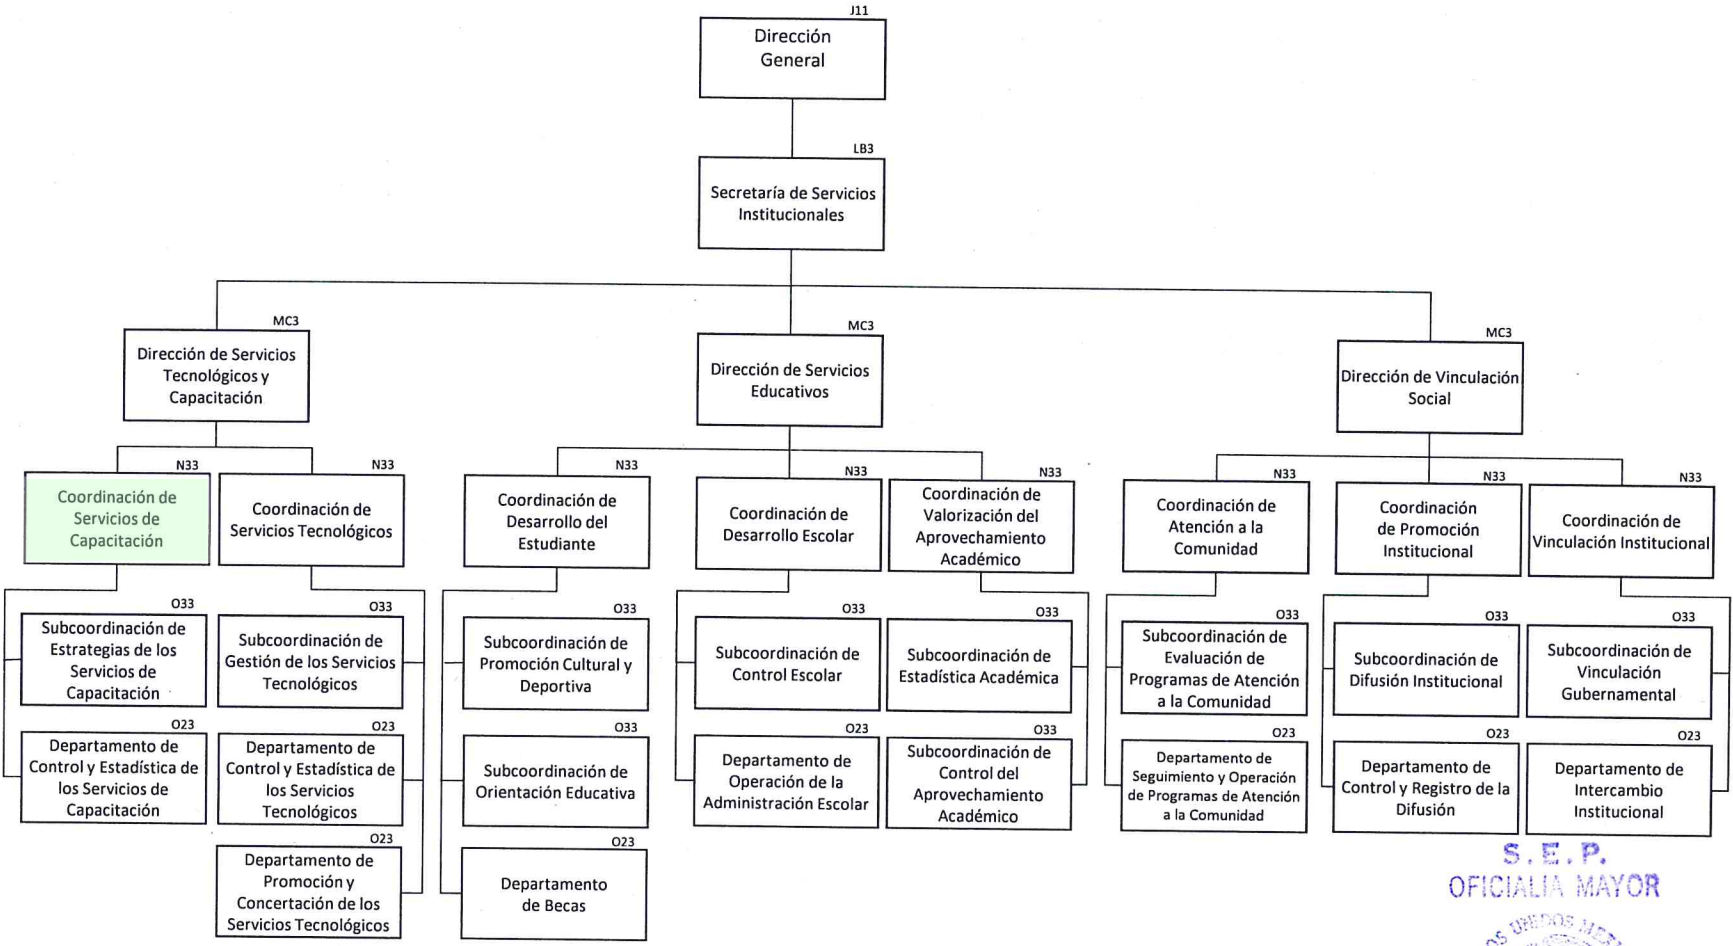 J11
Dirección
General
LB3
Secretaría de Servicios
Institucionales
MC3
Dirección de Servicios
Tecnológicos y
Capacitación
MC3
Dirección de Servicios
Educativos
MC3
Dirección de Vinculación
Social
N33
Coordinación de
Servicios de
Capacitación
N33
Coordinación de
Servicios Tecnológicos
N33
Coordinación de
Desarrollo del
Estudiante
N33
Coordinación de
Desarrollo Escolar
N33
Coordinación de
Valorización del
Aprovechamiento
Académico
N33
Coordinación de
Atención a la
Comunidad
N33
Coordinación
de Promoción
Institucional
N33
Coordinación de
Vinculación Institucional
O33
Subcoordinación de
Estrategias de los
Servicios de
Capacitación
O33
Subcoordinación de
Gestión de los Servicios
Tecnológicos
O33
Subcoordinación de
Promoción Cultural y
Deportiva
O33
Subcoordinación de
Control Escolar
O33
Subcoordinación de
Estadística Académica
O33
Subcoordinación de
Evaluación de
Programas de Atención
a la Comunidad
O33
Subcoordinación de
Difusión Institucional
O33
Subcoordinación de
Vinculación
Gubernamental
O23
Departamento de
Control y Estadística de
los Servicios de
Capacitación
O23
Departamento de
Control y Estadística de
los Servicios
Tecnológicos
O33
Subcoordinación de
Orientación Educativa
O23
Departamento de
Operación de la
Administración Escolar
O33
Subcoordinación de
Control del
Aprovechamiento
Académico
O23
Departamento de
Seguimiento y Operación
de Programas de Atención
a la Comunidad
O23
Departamento de
Control y Registro de la
Difusión
O23
Departamento de
Intercambio
Institucional
O23
Departamento de
Promoción y
Concertación de los
Servicios Tecnológicos
O23
Departamento
de Becas
S.E.P.
OFICIALIA MAYOR